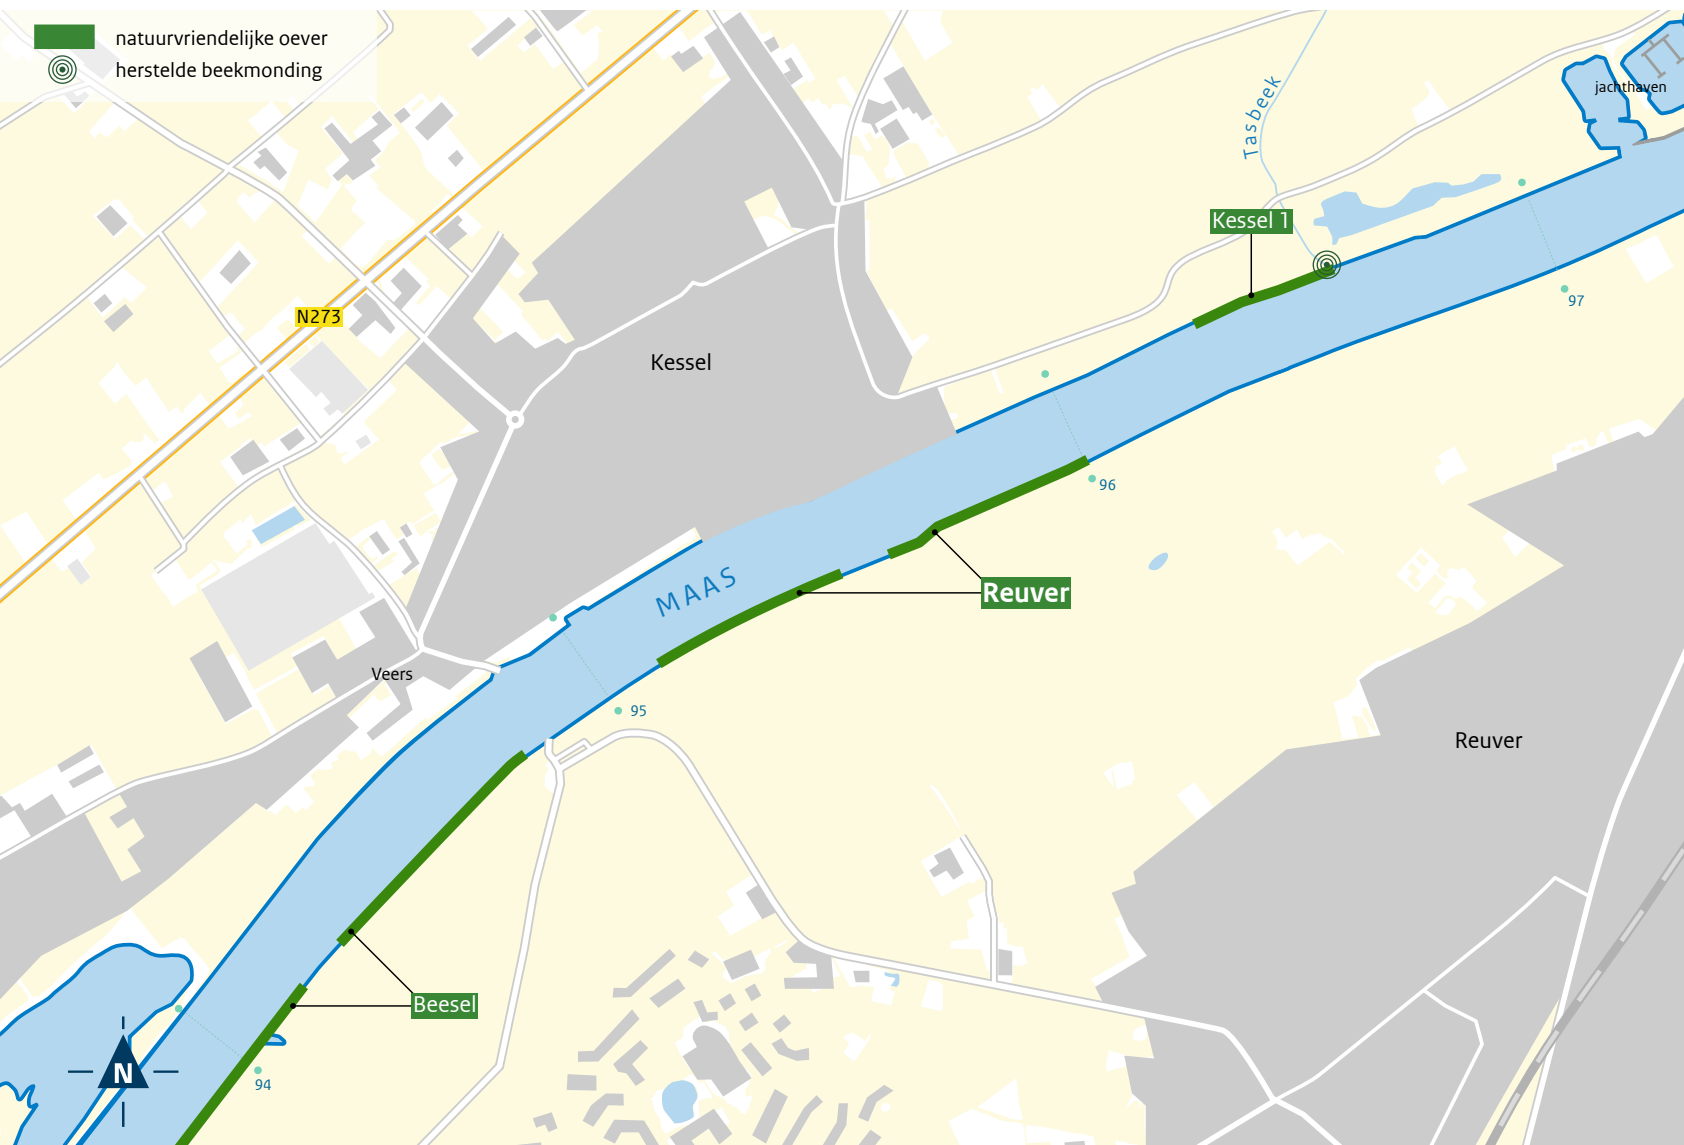 natuurvriendelijke oever
herstelde beekmonding
jachthaven
Tasbeek
Kessel 1
97
N273
Kessel
96
MAAS
Reuver
Veers
95
Reuver
Beesel
N
94